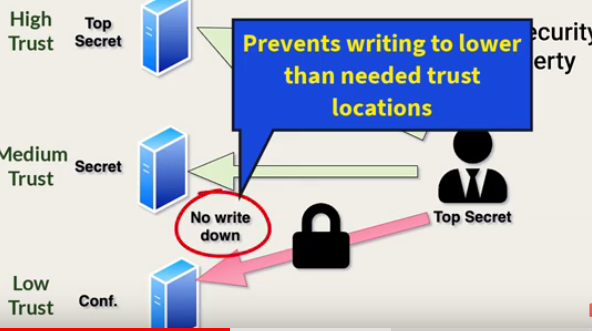 High
Trust
Top
Secret
Prevents writing to lower
than needed trust
locations
Medium
Trust
Secret
No write
down
Top Secret
Low
Trust
Conf.